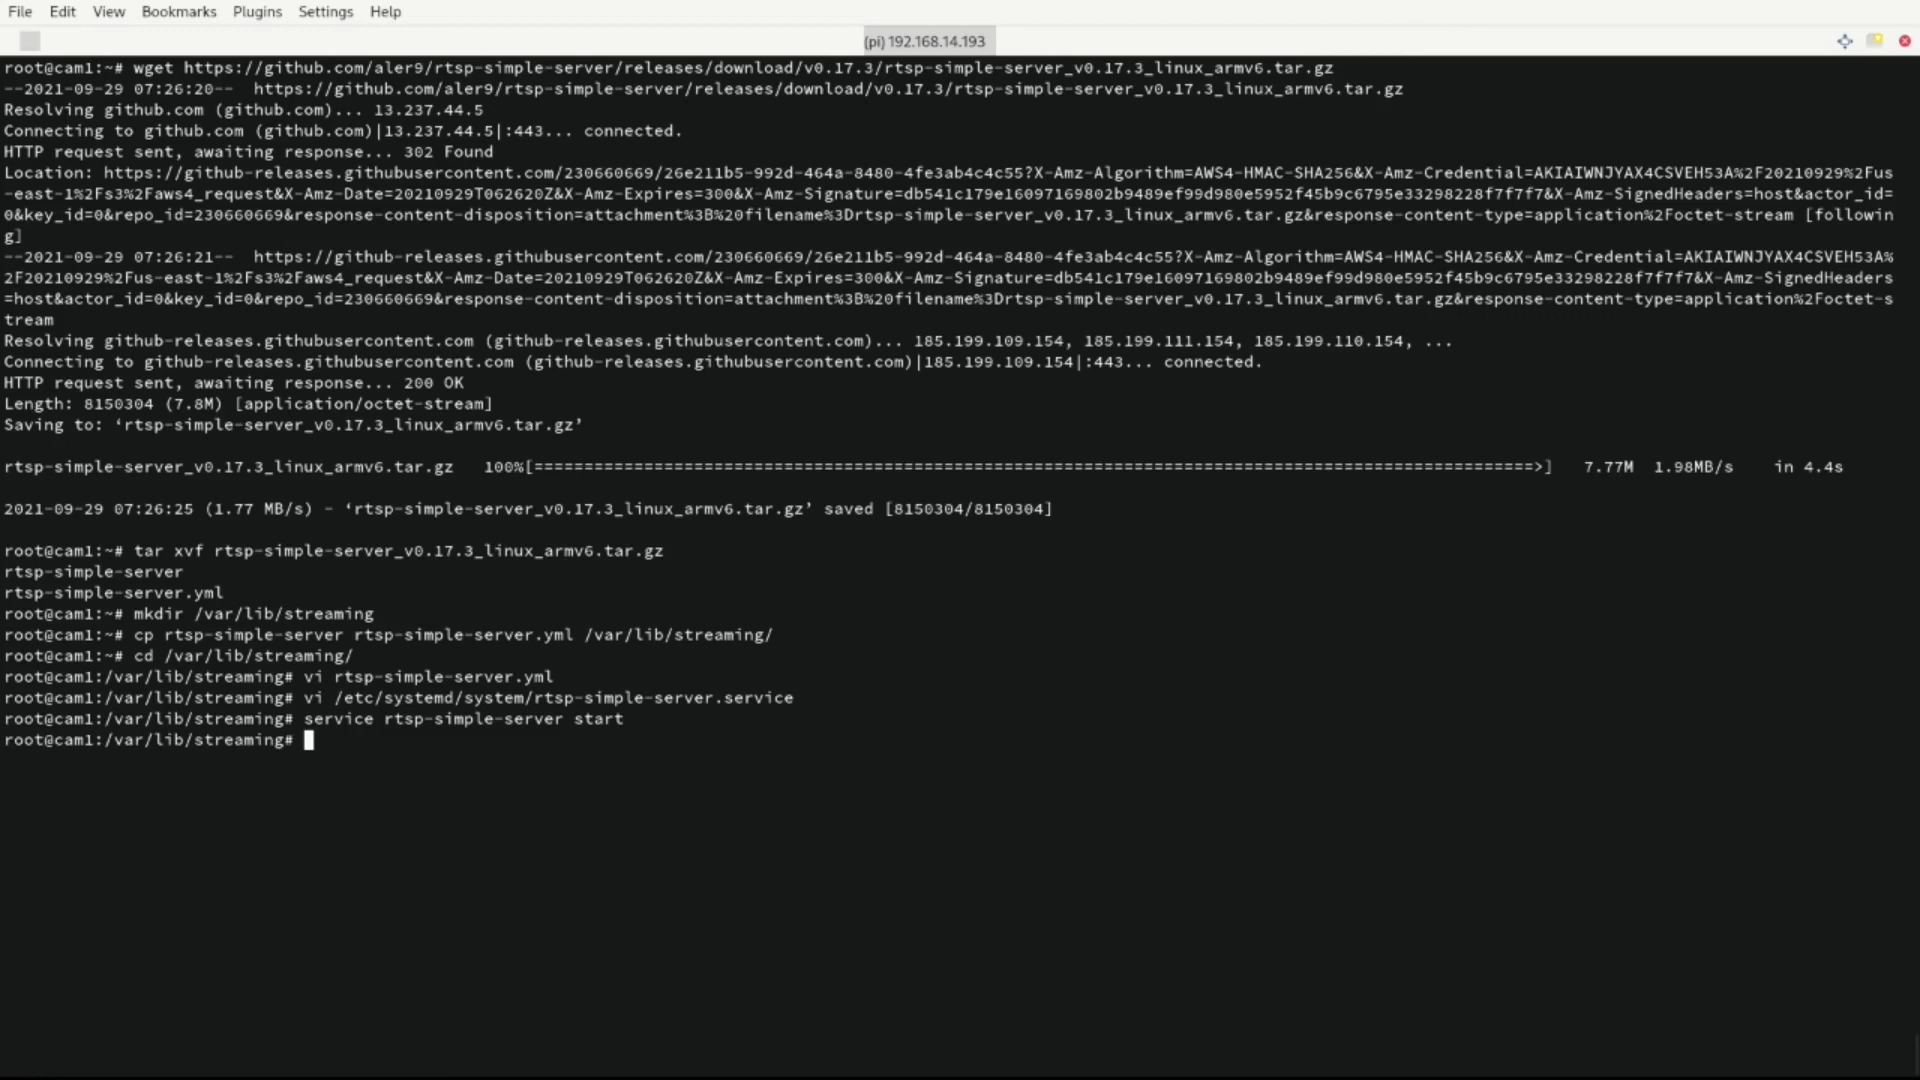 File Edit View Bookmarks Plugins Settings Help
(pi) 192.168.14.193
root@cam1:~# wget https://github.com/aler9/rtsp-simple-server/releases/download/v0.17.3/rtsp-simple-server_v0.17.3_linux_armv6.tar.gz
--2021-09-29 07:26:20--  https://github.com/aler9/rtsp-simple-server/releases/download/v0.17.3/rtsp-simple-server_v0.17.3_linux_armv6.tar.gz
Resolving github.com (github.com)... 13.237.44.5
Connecting to github.com (github.com)|13.237.44.5|:443... connected.
HTTP request sent, awaiting response... 302 Found
Location: https://github-releases.githubusercontent.com/230660669/26e211b5-992d-464a-8480-4fe3ab4c4c55?X-Amz-Algorithm=AWS4-HMAC-SHA256&X-Amz-Credential=AKIAIWNJYAX4CSVEH53A%2F20210929%2Fus
-east-1%2Fs3%2Faws4_request&X-Amz-Date=20210929T062620Z&X-Amz-Expires=300&X-Amz-Signature=db541c179e16097169802b9489ef99d980e5952f45b9c6795e33298228f7f7f7&X-Amz-SignedHeaders=host&actor_id=
0&key_id=0&repo_id=230660669&response-content-disposition=attachment%3B%20filename%3Drtsp-simple-server_v0.17.3_linux_armv6.tar.gz&response-content-type=application%2Foctet-stream [followin
g]
--2021-09-29 07:26:21--  https://github-releases.githubusercontent.com/230660669/26e211b5-992d-464a-8480-4fe3ab4c4c55?X-Amz-Algorithm=AWS4-HMAC-SHA256&X-Amz-Credential=AKIAIWNJYAX4CSVEH53A%
2F20210929%2Fus-east-1%2Fs3%2Faws4_request&X-Amz-Date=20210929T062620Z&X-Amz-Expires=300&X-Amz-Signature=db541c179e16097169802b9489ef99d980e5952f45b9c6795e33298228f7f7f7&X-Amz-SignedHeaders
=host&actor_id=0&key_id=0&repo_id=230660669&response-content-disposition=attachment%3B%20filename%3Drtsp-simple-server_v0.17.3_linux_armv6.tar.gz&response-content-type=application%2Foctet-s
tream
Resolving github-releases.githubusercontent.com (github-releases.githubusercontent.com)... 185.199.109.154, 185.199.111.154, 185.199.110.154, ...
Connecting to github-releases.githubusercontent.com (github-releases.githubusercontent.com)|185.199.109.154|:443... connected.
HTTP request sent, awaiting response... 200 OK
Length: 8150304 (7.8M) [application/octet-stream]
Saving to: ‘rtsp-simple-server_v0.17.3_linux_armv6.tar.gz’
rtsp-simple-server_v0.17.3_linux_armv6.tar.gz   100%[====================================================================================================>]   7.77M  1.98MB/s    in 4.4s
2021-09-29 07:26:25 (1.77 MB/s) - ‘rtsp-simple-server_v0.17.3_linux_armv6.tar.gz’ saved [8150304/8150304]
root@cam1:~# tar xvf rtsp-simple-server_v0.17.3_linux_armv6.tar.gz
rtsp-simple-server
rtsp-simple-server.yml
root@cam1:~# mkdir /var/lib/streaming
root@cam1:~# cp rtsp-simple-server rtsp-simple-server.yml /var/lib/streaming/
root@cam1:~# cd /var/lib/streaming/
root@cam1:/var/lib/streaming# vi rtsp-simple-server.yml
root@cam1:/var/lib/streaming# vi /etc/systemd/system/rtsp-simple-server.service
root@cam1:/var/lib/streaming# service rtsp-simple-server start
root@cam1:/var/lib/streaming#